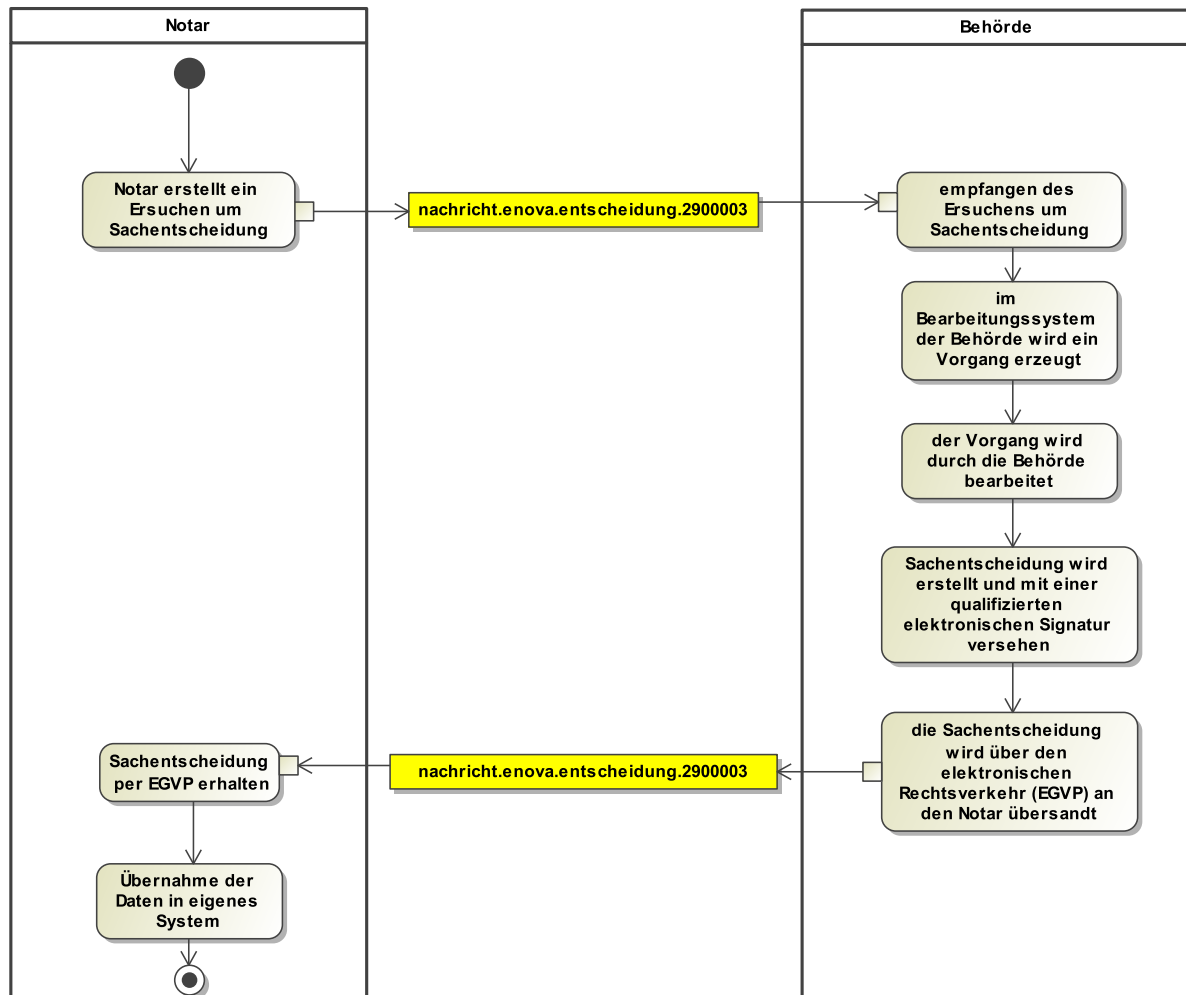 Notar
Behörde
Notar erstellt ein
Ersuchen um
Sachentscheidung
nachricht.enova.entscheidung.2900003
empfangen des
Ersuchens um
Sachentscheidung
im
Bearbeitungssystem
der Behörde wird ein
Vorgang erzeugt
der Vorgang wird
durch die Behörde
bearbeitet
Sachentscheidung wird
erstellt und mit einer
qualifizierten
elektronischen Signatur
versehen
die Sachentscheidung
wird über den
elektronischen
Rechtsverkehr (EGVP) an
den Notar übersandt
nachricht.enova.entscheidung.2900003
Sachentscheidung
per EGVP erhalten
Übernahme der
Daten in eigenes
System